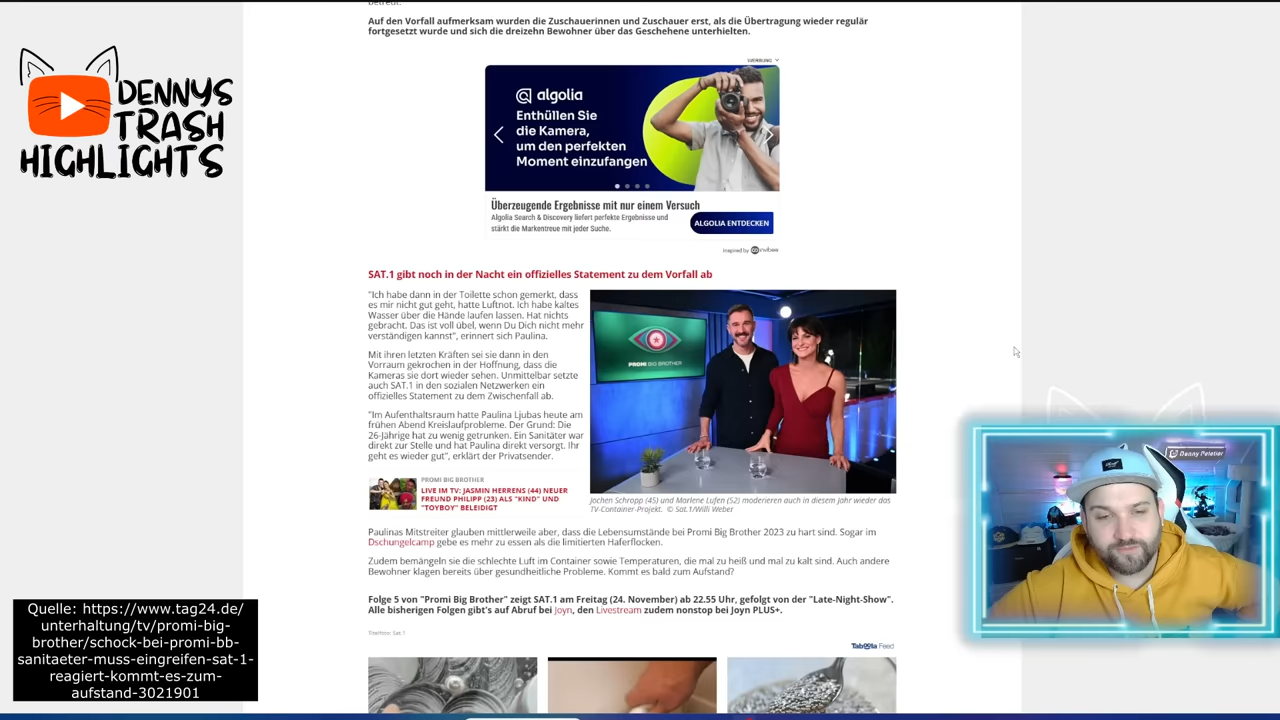 betreut.
Auf den Vorfall aufmerksam wurden die Zuschauerinnen und Zuschauer erst, als die Übertragung wieder regulär
fortgesetzt wurde und sich die dreizehn Bewohner über das Geschehene unterhielten.
DENNYS
TRASH
HIGHLIGHTS
WERBUNG
algolia
Enthüllen Sie
die Kamera,
um den perfekten
Moment einzufangen
Überzeugende Ergebnisse mit nur einem Versuch
Algolia Search & Discovery liefert perfekte Ergebnisse und
stärkt die Markentreue mit jeder Suche.
ALGOLIA ENTDECKEN
Inspired by invibes
SAT.1 gibt noch in der Nacht ein offizielles Statement zu dem Vorfall ab
"Ich habe dann in der Toilette schon gemerkt, dass
es mir nicht gut geht, hatte Luftnot. Ich habe kaltes
Wasser über die Hände laufen lassen. Hat nichts
gebracht. Das ist voll übel, wenn Du Dich nicht mehr
verständigen kannst", erinnert sich Paulina.
Mit ihren letzten Kräften sei sie dann in den
Vorraum gekrochen in der Hoffnung, dass die
Kameras sie dort wieder sehen. Unmittelbar setzte
auch SAT.1 in den sozialen Netzwerken ein
offizielles Statement zu dem Zwischenfall ab.
"Im Aufenthaltsraum hatte Paulina Ljubas heute am
frühen Abend Kreislaufprobleme. Der Grund: Die
26-Jährige hat zu wenig getrunken. Ein Sanitäter war
direkt zur Stelle und hat Paulina direkt versorgt. Ihr
geht es wieder gut", erklärt der Privatsender.
PROMI BIG BROTHER
PROMI BIG BROTHER
LIVE IM TV: JASMIN HERRENS (44) NEUER
FREUND PHILIPP (23) ALS "KIND" UND
"TOYBOY" BELEIDIGT
Jochen Schropp (45) und Marlene Lufen (52) moderieren auch in diesem Jahr wieder das
TV-Container-Projekt. © Sat.1/Willi Weber
Paulinas Mitstreiter glauben mittlerweile aber, dass die Lebensumstände bei Promi Big Brother 2023 zu hart sind. Sogar im
Dschungelcamp gebe es mehr zu essen als die limitierten Haferflocken.
Zudem bemängeln sie die schlechte Luft im Container sowie Temperaturen, die mal zu heiß und mal zu kalt sind. Auch andere
Bewohner klagen bereits über gesundheitliche Probleme. Kommt es bald zum Aufstand?
Folge 5 von "Promi Big Brother" zeigt SAT.1 am Freitag (24. November) ab 22.55 Uhr, gefolgt von der "Late-Night-Show".
Alle bisherigen Folgen gibt's auf Abruf bei Joyn, den Livestream zudem nonstop bei Joyn PLUS+.
Titelfoto: Sat.1
Taboola Feed
Danny Peletier
Quelle: https://www.tag24.de/
unterhaltung/tv/promi-big-
brother/schock-bei-promi-bb-
sanitaeter-muss-eingreifen-sat-1-
reagiert-kommt-es-zum-
aufstand-3021901